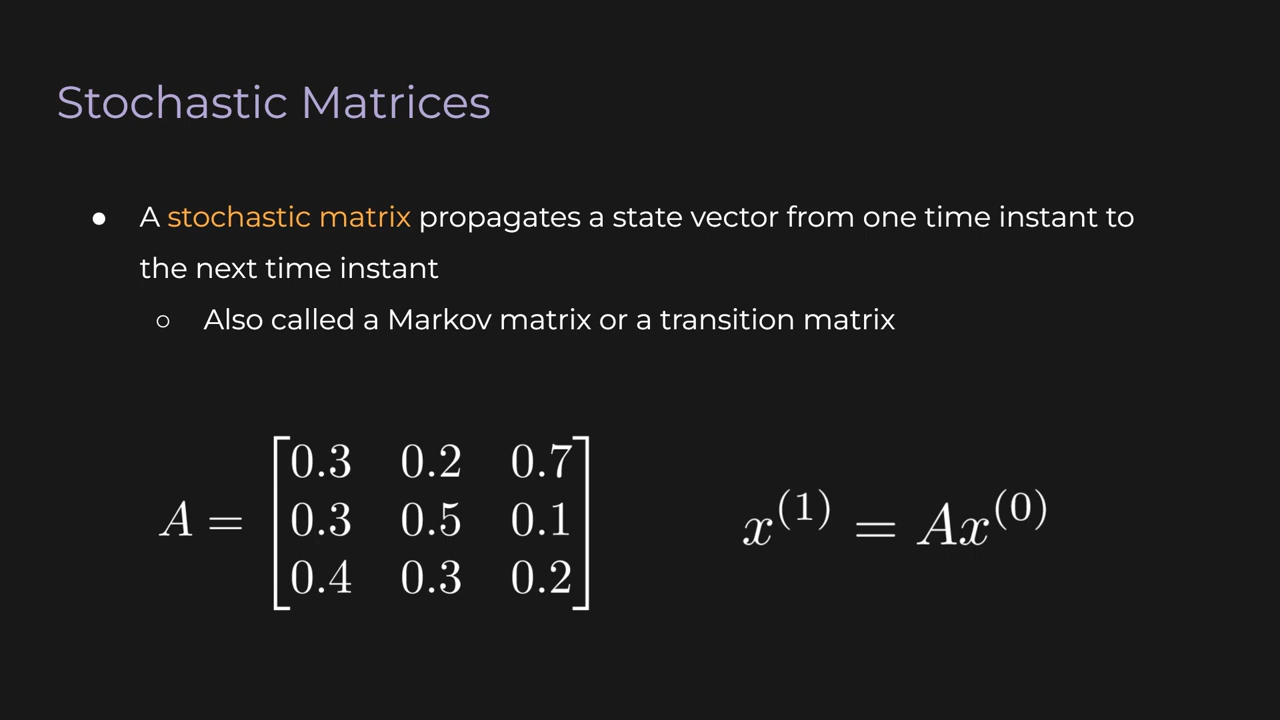 Stochastic Matrices
● A stochastic matrix propagates a state vector from one time instant to
the next time instant
○ Also called a Markov matrix or a transition matrix
0.3 0.2 0.7
A = 0.3 0.5 0.1
0.4 0.3 0.2
x^{(1)} = Ax^{(0)}